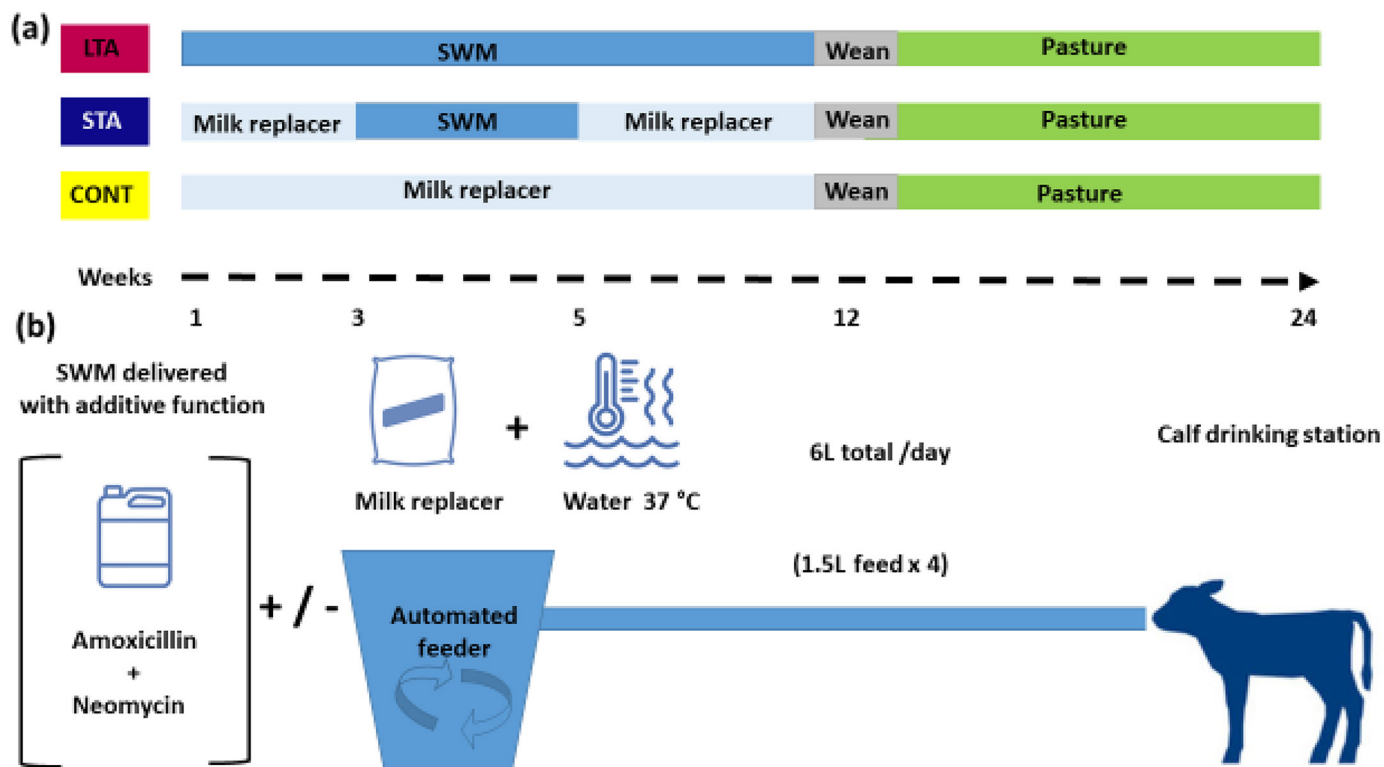 (a)
LTA SWM Wean Pasture
STA Milk replacer SWM Milk replacer Wean Pasture
CONT Milk replacer Wean Pasture
Weeks
1 3 5 12 24
(b)
SWM delivered
with additive function
Amoxicillin
+
Neomycin
+ / -
Milk replacer
+
Water 37 °C
Automated
feeder
6L total /day
(1.5L feed x 4)
Calf drinking station